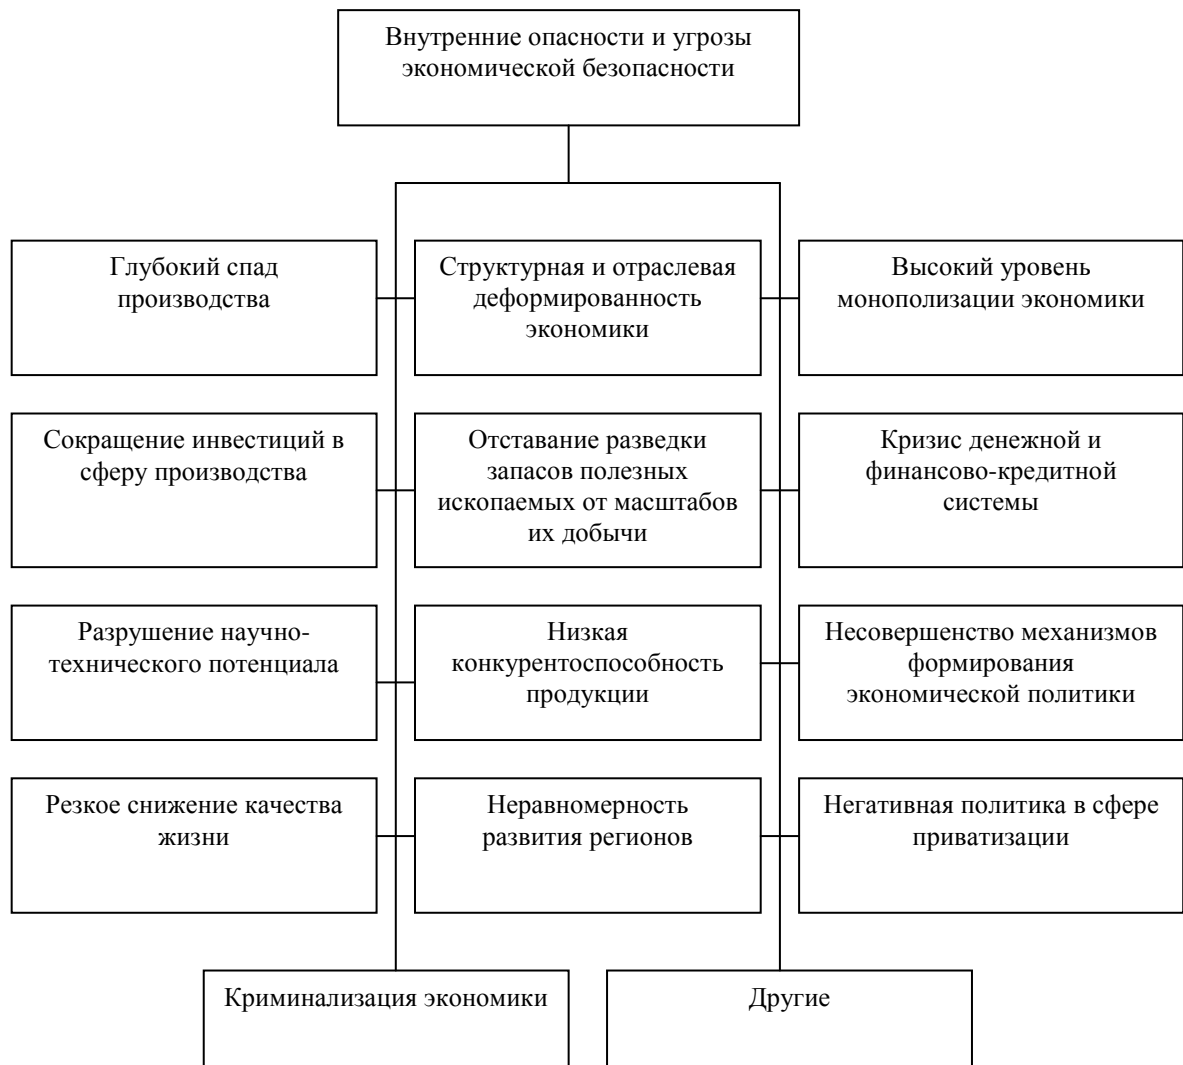 Внутренние опасности и угрозы
экономической безопасности
Глубокий спад
производства
Структурная и отраслевая
деформированность
экономики
Высокий уровень
монополизации экономики
Сокращение инвестиций в
сферу производства
Отставание разведки
запасов полезных
ископаемых от масштабов
их добычи
Кризис денежной и
финансово-кредитной
системы
Разрушение научно-
технического потенциала
Низкая
конкурентоспособность
продукции
Несовершенство механизмов
формирования
экономической политики
Резкое снижение качества
жизни
Неравномерность
развития регионов
Негативная политика в сфере
приватизации
Криминализация экономики
Другие